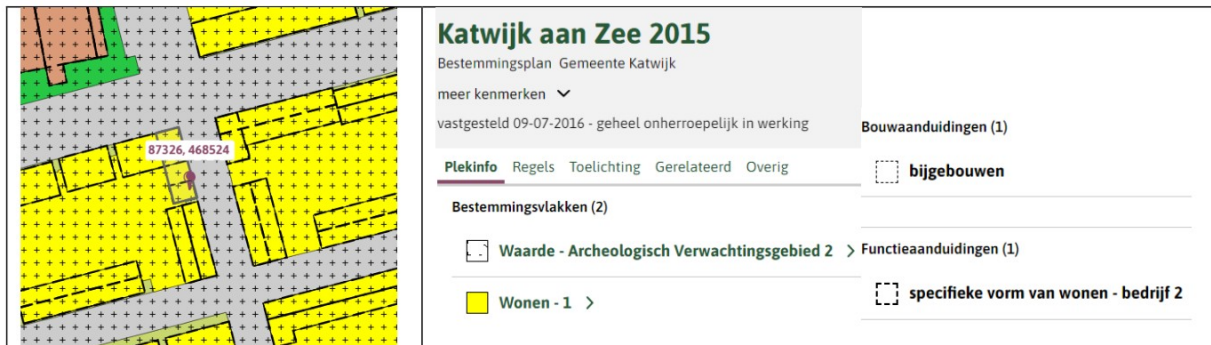 87326, 468524
Katwijk aan Zee 2015
Bestemmingsplan Gemeente Katwijk
meer kenmerken
vastgesteld 09-07-2016 - geheel onherroepelijk in werking
Plekinfo Regels Toelichting Gerelateerd Overig
Bestemmingsvlakken (2)
Waarde - Archeologisch Verwachtingsgebied 2
Wonen - 1
Bouwaanduidingen (1)
bijgebouwen
Functieaanduidingen (1)
specifieke vorm van wonen - bedrijf 2